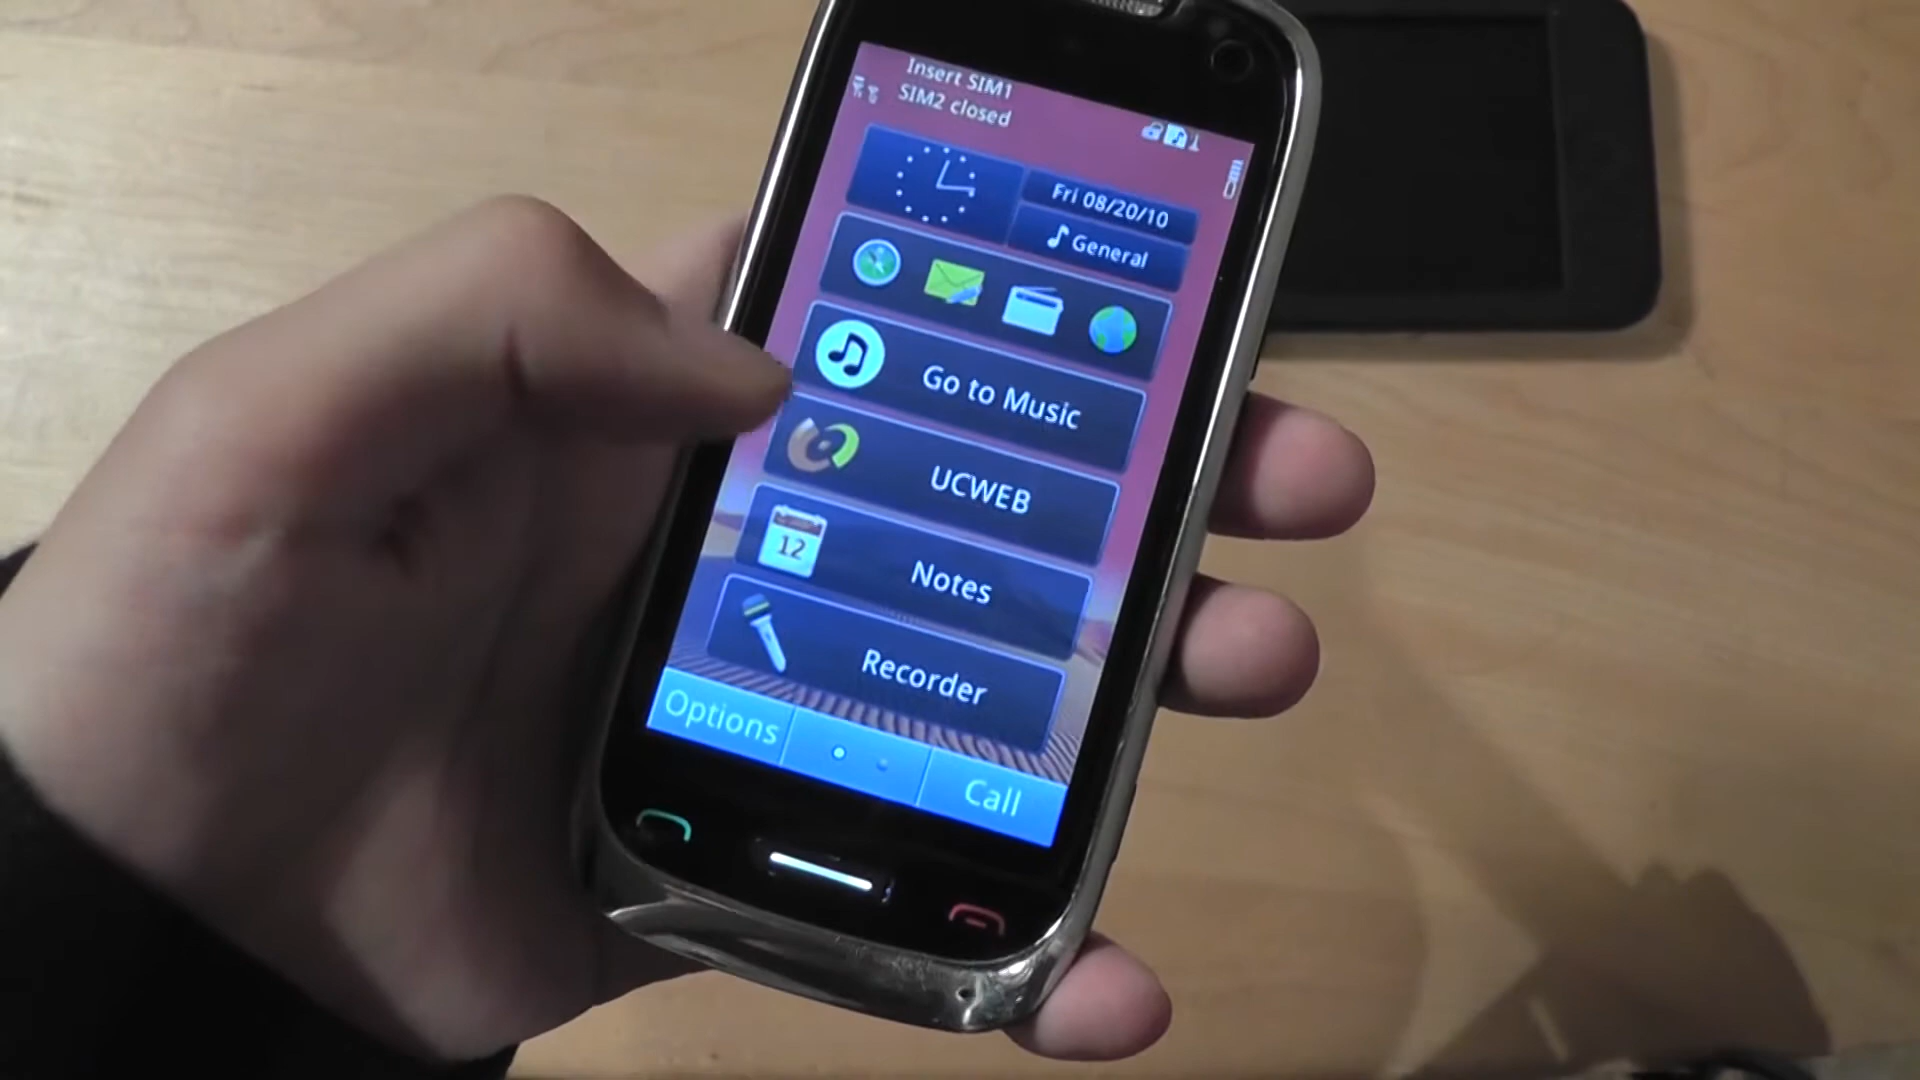 Insert SIM1
SIM2 closed
Fri 08/20/10
General
Go to Music
UCWEB
12
Notes
Recorder
Options
Call